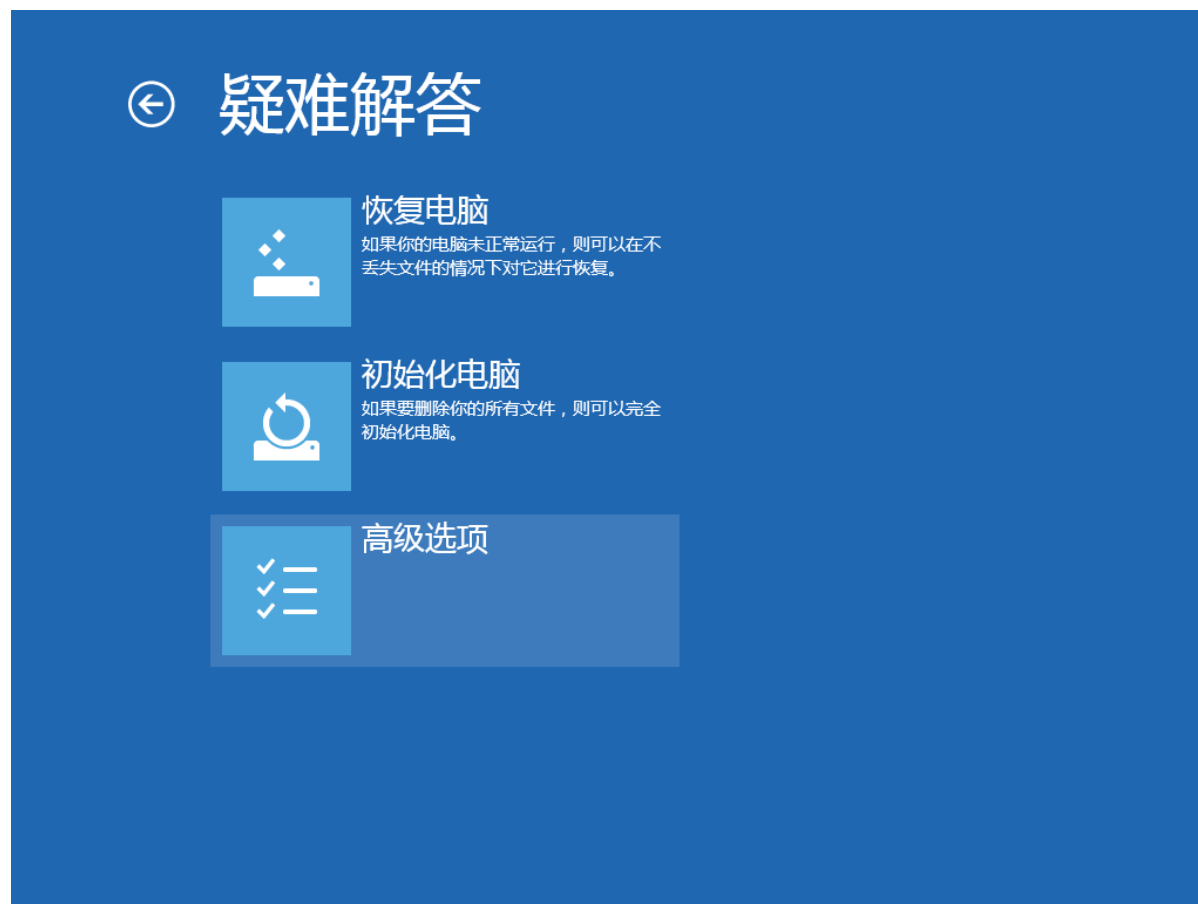 疑难解答
恢复电脑
如果你的电脑未正常运行，则可以在不
丢失文件的情况下对它进行恢复。
初始化电脑
如果要删除你的所有文件，则可以完全
初始化电脑。
高级选项